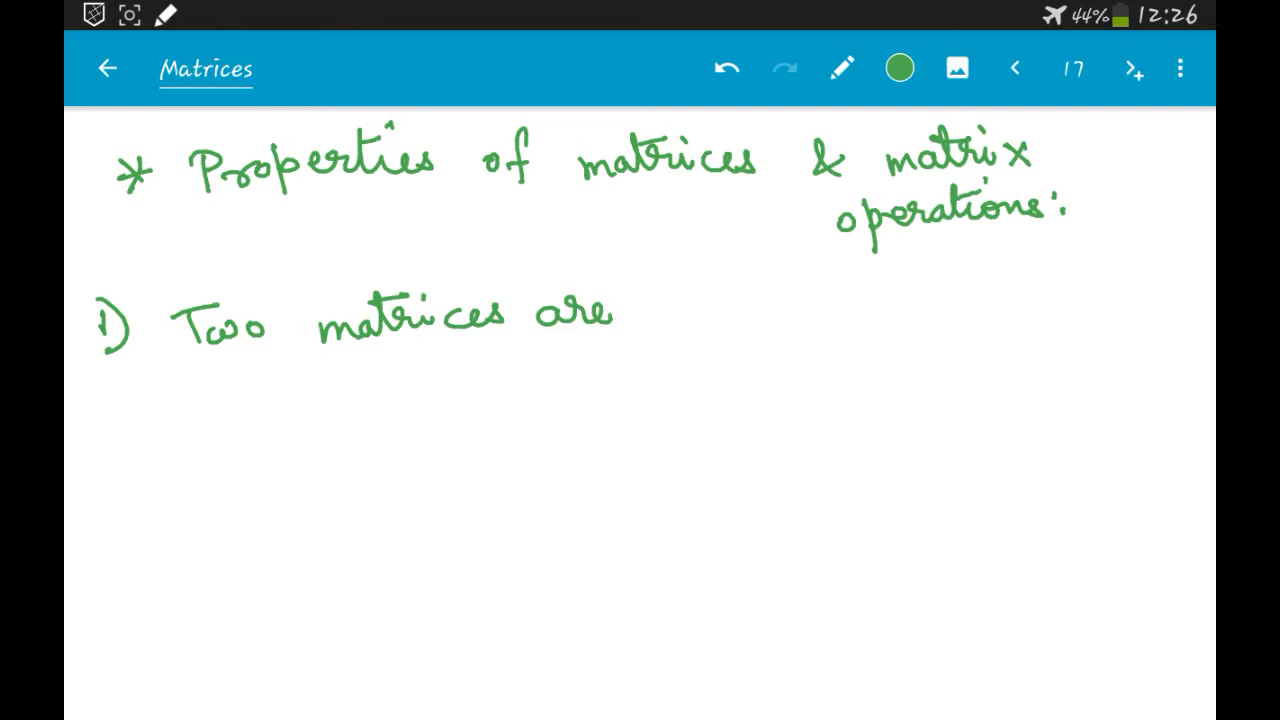 44% 12:26
Matrices 17
* Properties of matrices & matrix
operations:
1) Two matrices are